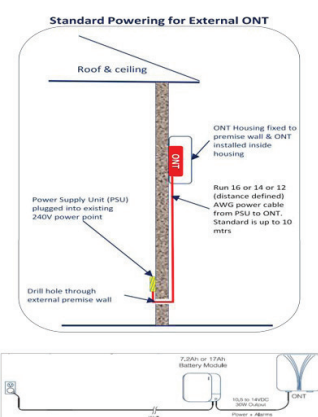 Standard Powering for External ONT
Roof & ceiling
ONT Housing fixed to
premise wall & ONT
installed inside
housing
ONT
Run 16 or 14 or 12
(distance defined)
AWG power cable
from PSU to ONT.
Standard is up to 10
mtrs
Power Supply Unit (PSU)
plugged into existing
240V power point
Drill hole through
external premise wall
7.2Ah or 17Ah
Battery Module
10.5 to 14VDC
30W Output
ONT
Power + Alarms